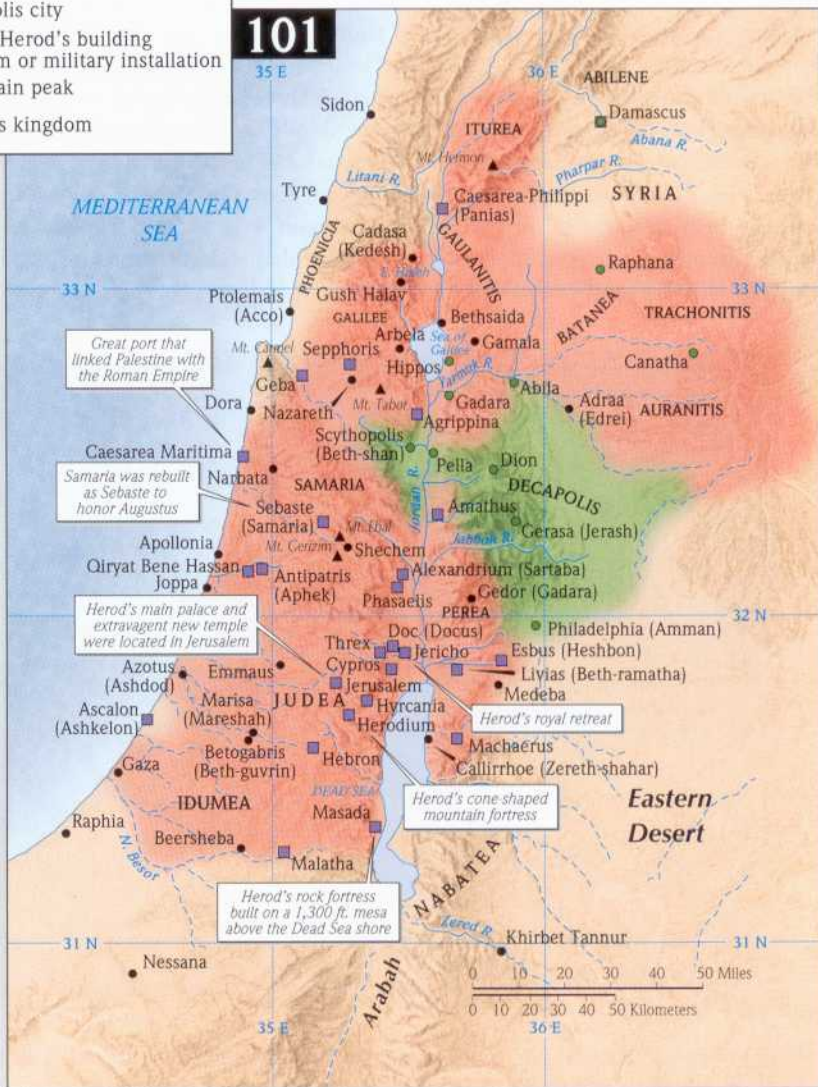 olis city
Herod's building
m or military installation
ain peak
s kingdom
101
35 E
36 E
ABILENE
Sidon
Damascus
ITUREA
Abana R.
Mt. Hermon
Pharpar R.
Litani R.
Tyre
Caesarea-Philippi
(Panias)
SYRIA
MEDITERRANEAN
SEA
PHOENICIA
Cadasa
(Kedesh)
GAULANITIS
Raphana
33 N
33 N
Gush Halav
Ptolemais
(Acco)
GALILEE
Bethsaida
BATANEA
TRACHONITIS
Great port that
linked Palestine with
the Roman Empire
Mt. Carmel
Sepphoris
Arbela
Sea of
Galilee
Gamala
Canatha
Hippos
Yarmuk R.
Geba
Abila
Dora
Nazareth
Mt. Tabor
Gadara
Adraa
(Edrei)
AURANITIS
Agrippina
Scythopolis
(Beth-shan)
Caesarea Maritima
Pella
Dion
Narbata
Samaria was rebuilt
as Sebaste to
honor Augustus
SAMARIA
DECAPOLIS
Jordan R.
Amathus
Sebaste
(Samaria)
Mt. Ebal
Gerasa (Jerash)
Mt. Gerizim
Shechem
Jabbok R.
Apollonia
Qiryat Bene Hassan
Antipatris
(Aphek)
Alexandrium (Sartaba)
Joppa
Phasaelis
Gedor (Gadara)
PEREA
32 N
32 N
Herod's main palace and
extravagent new temple
were located in Jerusalem
Doc (Docus)
Philadelphia (Amman)
Threx
Jericho
Esbus (Heshbon)
Azotus
(Ashdod)
Emmaus
Cypros
Livias (Beth-ramatha)
Jerusalem
Medeba
Marisa
(Mareshah)
JUDEA
Hyrcania
Ascalon
(Ashkelon)
Herodium
Herod's royal retreat
Betogabris
(Beth-guvrin)
Hebron
Machaerus
Gaza
Callirrhoe (Zereth-shahar)
DEAD SEA
IDUMEA
Masada
Herod's cone-shaped
mountain fortress
Eastern
Desert
Raphia
N. Besor
Beersheba
Malatha
NABATEA
Herod's rock fortress
built on a 1,300 ft. mesa
above the Dead Sea shore
Zered R.
31 N
31 N
Khirbet Tannur
Nessana
Arabah
0 10 20 30 40 50 Miles
0 10 20 30 40 50 Kilometers
35 E
36 E